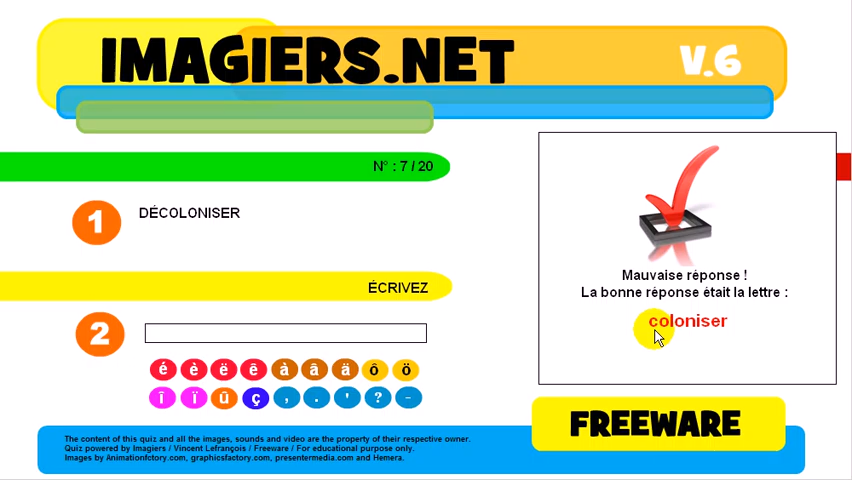 IMAGIERS.NET
V.6
N° : 7 / 20
1
DÉCOLONISER
Mauvaise réponse !
La bonne réponse était la lettre :
coloniser
ÉCRIVEZ
2
é è ë ê à â ä ô ö
î ï û ç , . ' ? -
FREEWARE
The content of this quiz and all the images, sounds and video are the property of their respective owner.
Quiz powered by Imagiers / Vincent Lefrançois / Freeware / For educational purpose only.
Images by Animationfctory.com, graphicsfactory.com, presentermedia.com and Hemera.